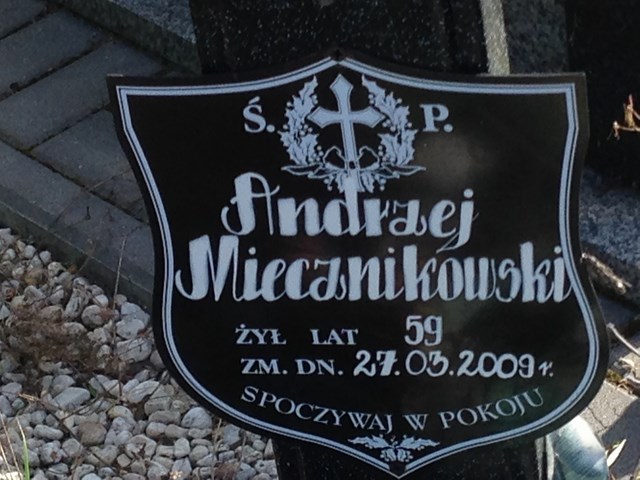 Ś. P.
Andrzej
Miecznikowski
ŻYŁ LAT 59
ZM. DN. 27.03.2009 r.
SPOCZYWAJ W POKOJU